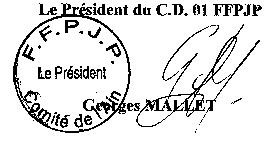 Le Président du C.D. 01 FFPJP
F.F.P.J.P.
Le Président
Comité de l'Ain
Georges MALLET